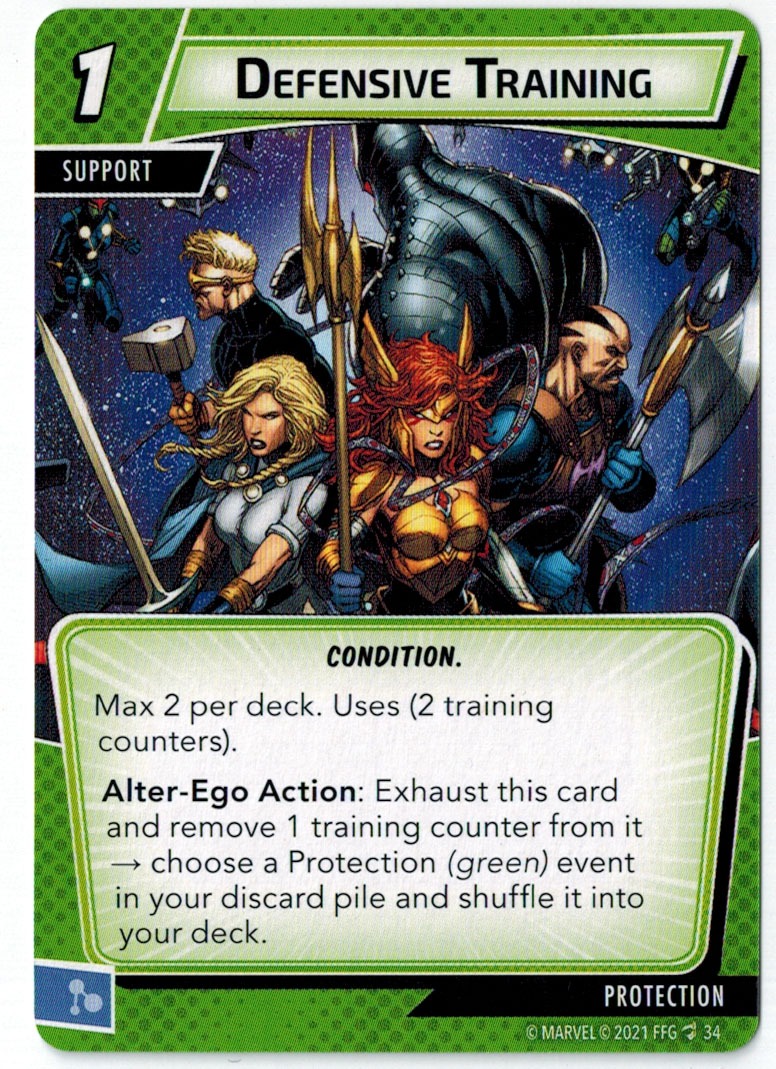 1
DEFENSIVE TRAINING
SUPPORT
CONDITION.
Max 2 per deck. Uses (2 training
counters).
Alter-Ego Action: Exhaust this card
and remove 1 training counter from it
→ choose a Protection (green) event
in your discard pile and shuffle it into
your deck.
PROTECTION
© MARVEL © 2021 FFG 34